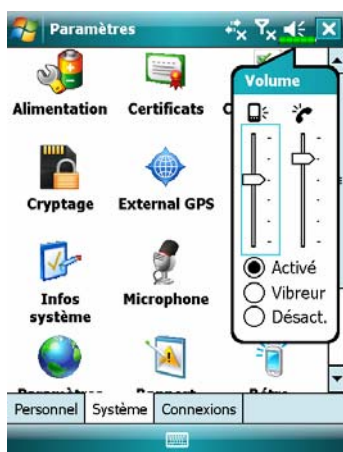 Paramètres
Volume
Alimentation
Certificats
C
Cryptage
External GPS
Activé
Vibreur
Désact.
Infos
système
Microphone
Personnel
Système
Connexions